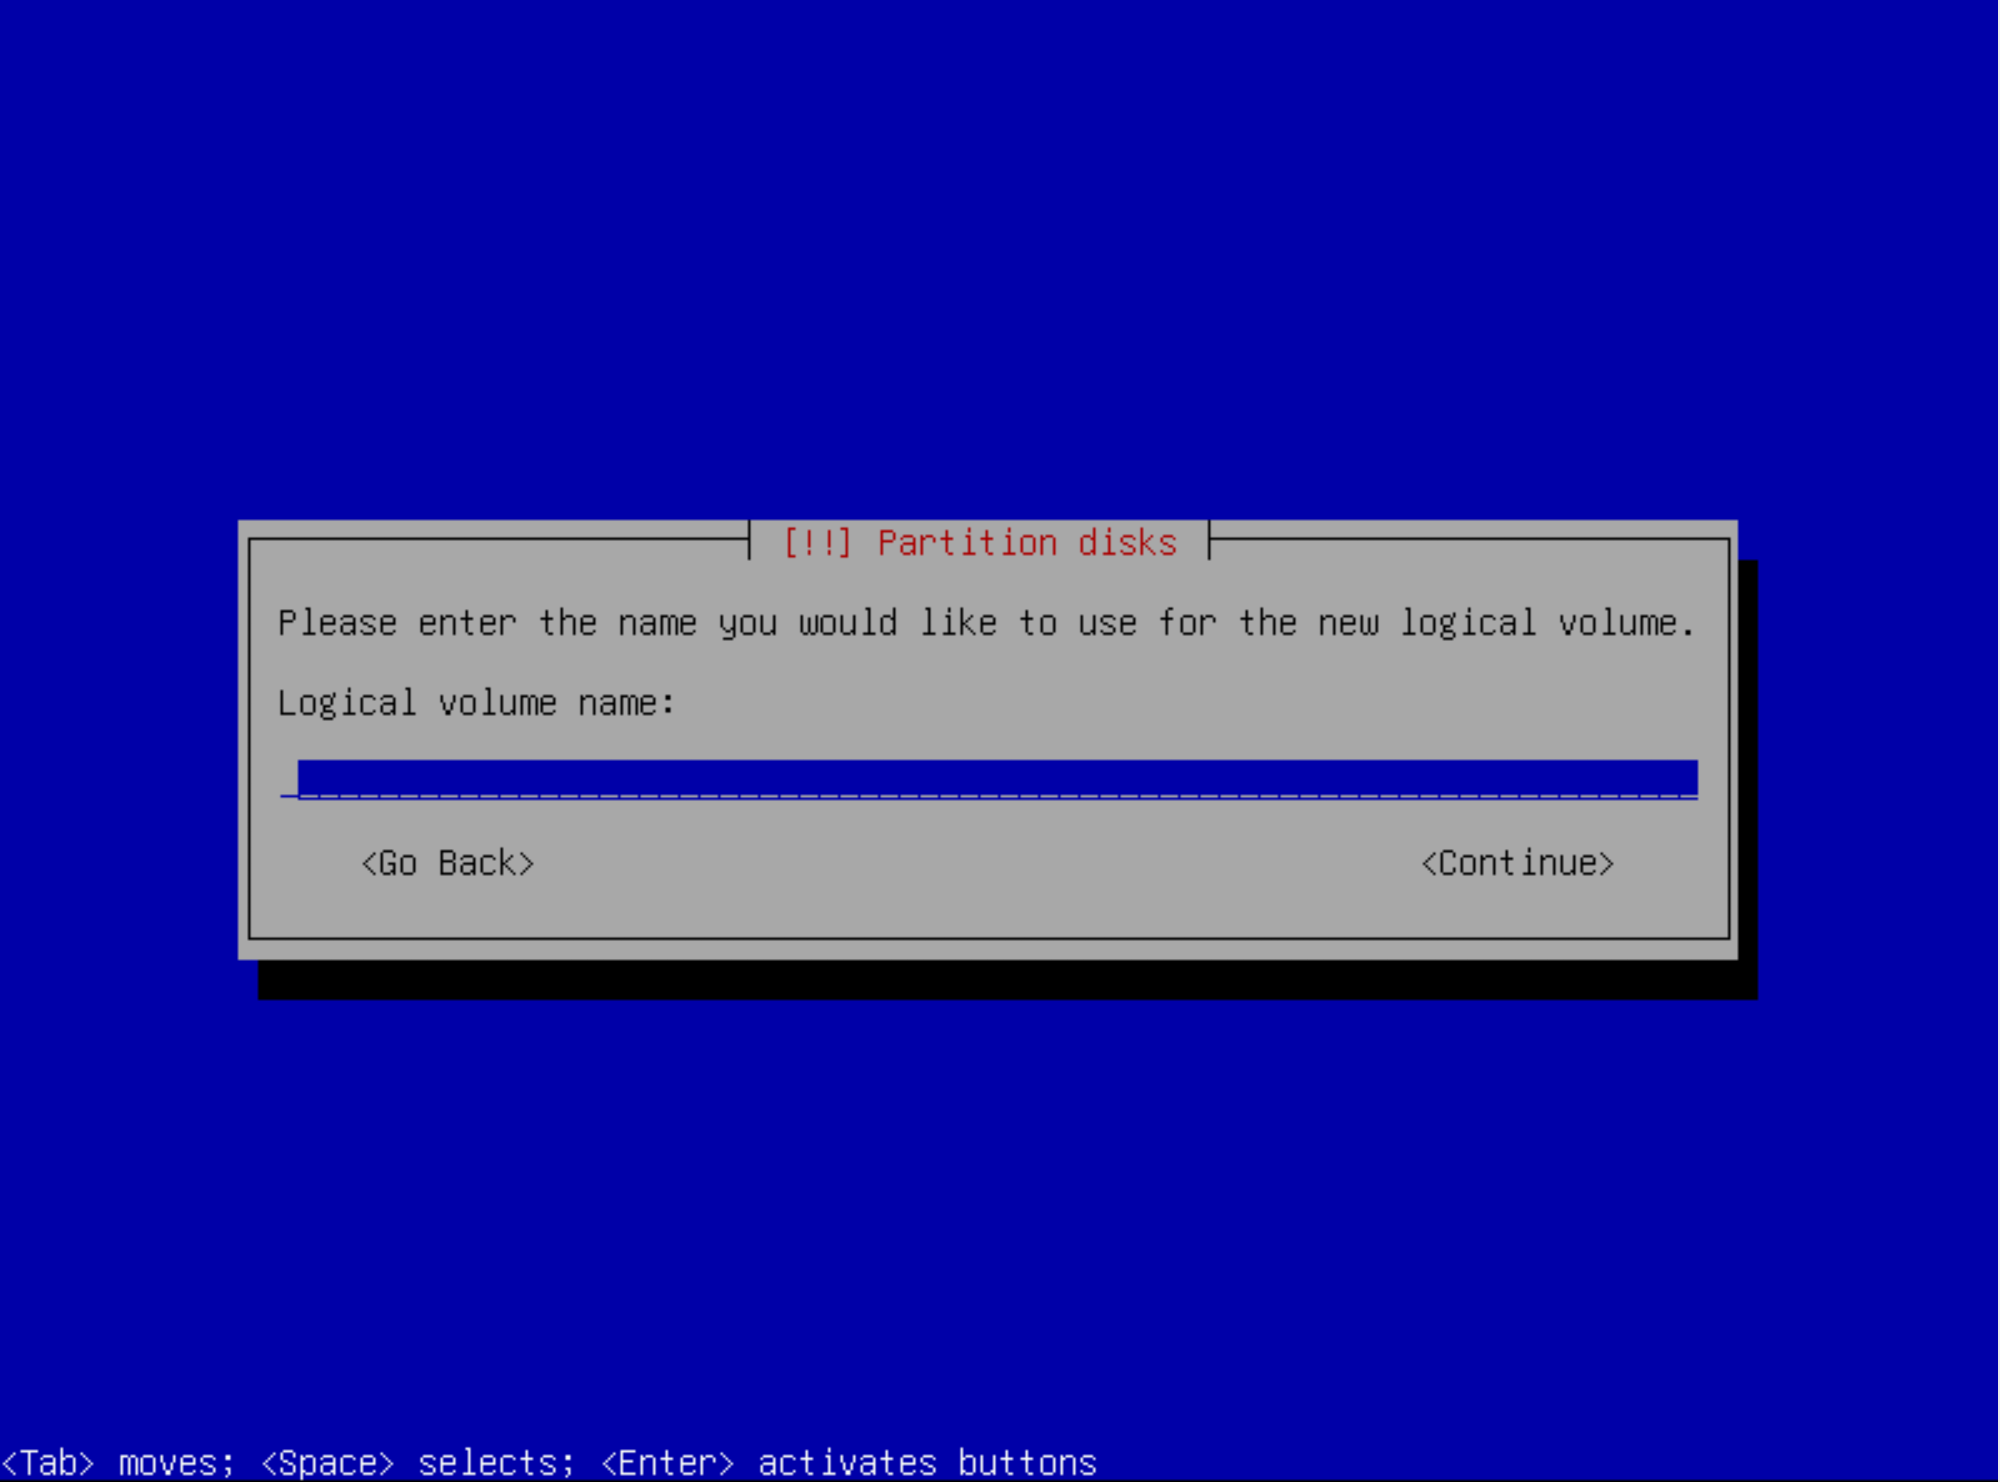 [!!] Partition disks
Please enter the name you would like to use for the new logical volume.
Logical volume name:
<Go Back>
<Continue>
<Tab> moves; <Space> selects; <Enter> activates buttons